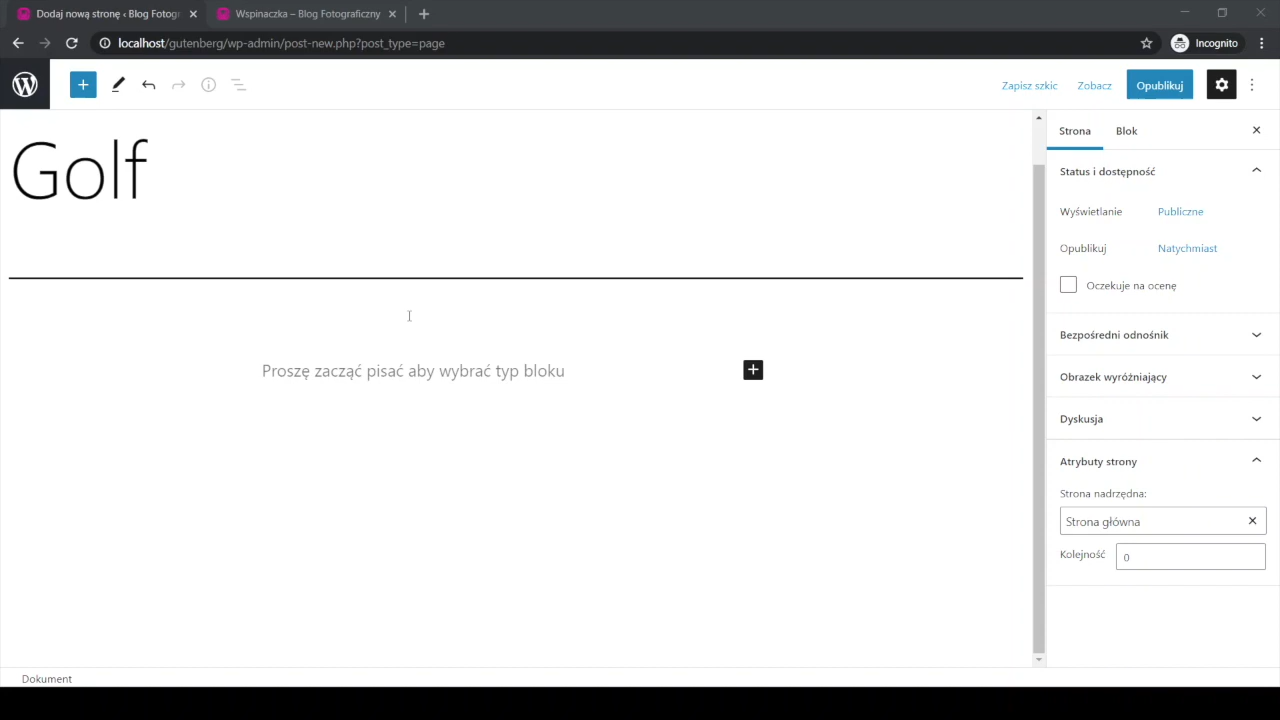 Dodaj nową stronę ‹ Blog Fotogr
Wspinaczka – Blog Fotograficzny
localhost/gutenberg/wp-admin/post-new.php?post_type=page
Incognito
Zapisz szkic
Zobacz
Opublikuj
Golf
Proszę zacząć pisać aby wybrać typ bloku
Strona
Blok
Status i dostępność
Wyświetlanie
Publiczne
Opublikuj
Natychmiast
Oczekuje na ocenę
Bezpośredni odnośnik
Obrazek wyróżniający
Dyskusja
Atrybuty strony
Strona nadrzędna:
Strona główna
Kolejność
0
Dokument